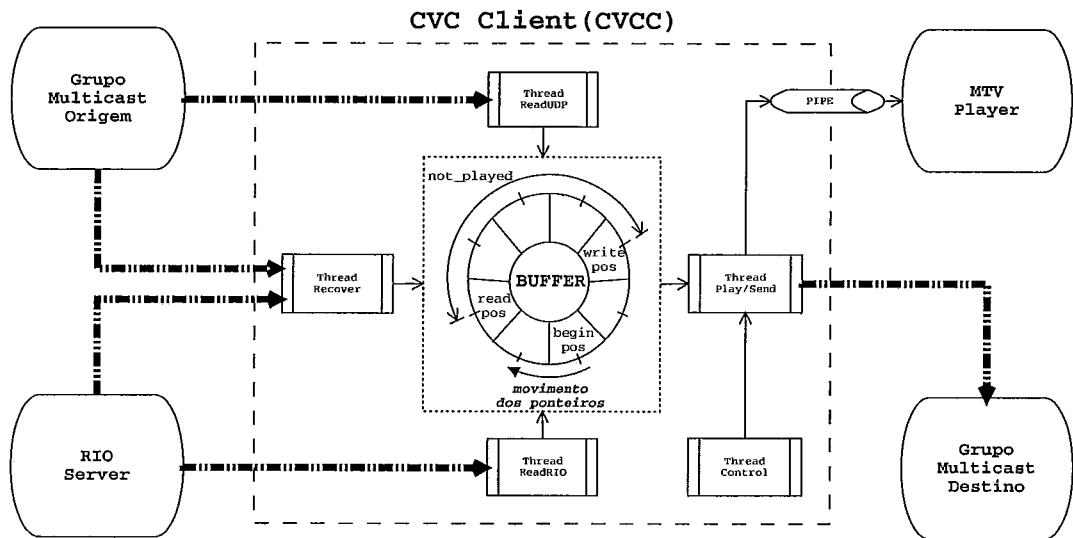 CVC Client(CVCC)
Grupo
Multicast
Origem
Thread
ReadUDP
PIPE
MTV
Player
not_played
write
pos
BUFFER
read
pos
begin
pos
movimento
dos ponteiros
Thread
Recover
Thread
Play/Send
RIO
Server
Thread
ReadRIO
Thread
Control
Grupo
Multicast
Destino